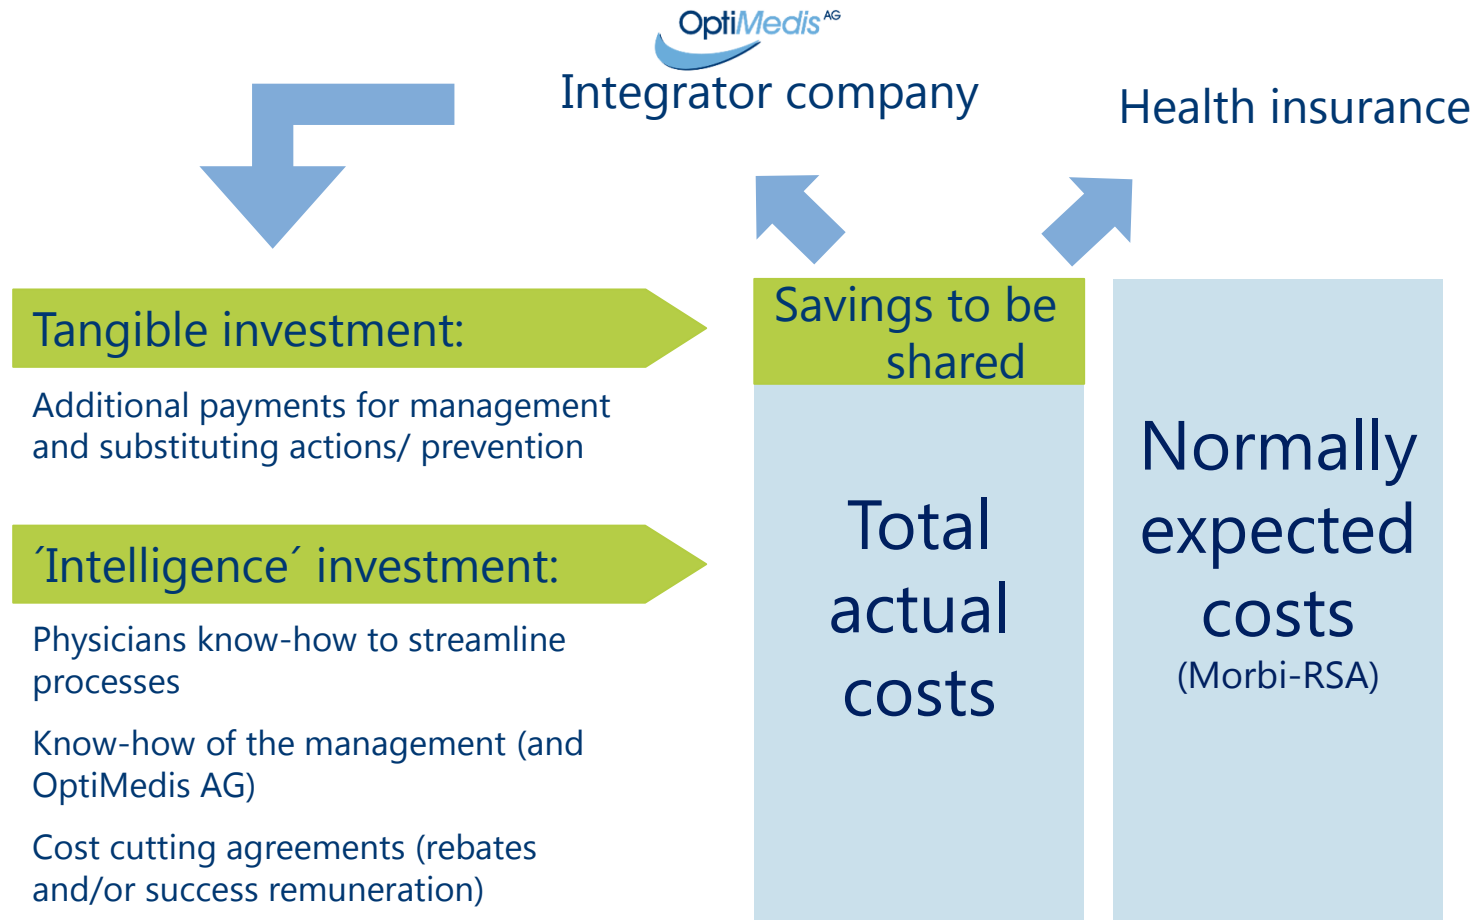 OptiMedis AG
Integrator company
Health insurance
Tangible investment:
Additional payments for management
and substituting actions/ prevention
´Intelligence´ investment:
Physicians know-how to streamline
processes
Know-how of the management (and
OptiMedis AG)
Cost cutting agreements (rebates
and/or success remuneration)
Savings to be
shared
Total
actual
costs
Normally
expected
costs
(Morbi-RSA)